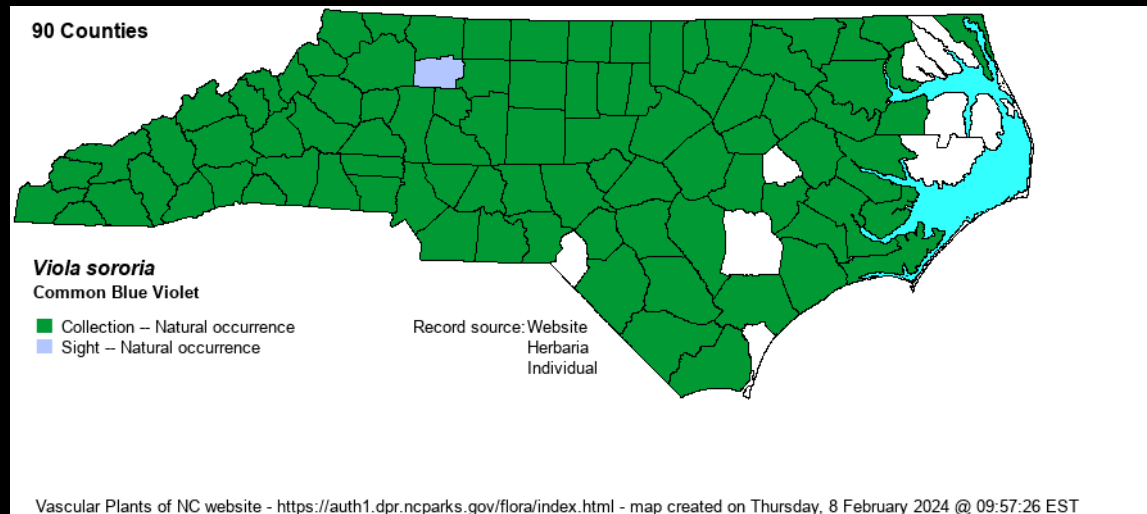 90 Counties
Viola sororia
Common Blue Violet
Collection -- Natural occurrence
Sight -- Natural occurrence
Record source: Website
Herbaria
Individual
Vascular Plants of NC website - https://auth1.dpr.ncparks.gov/flora/index.html - map created on Thursday, 8 February 2024 @ 09:57:26 EST